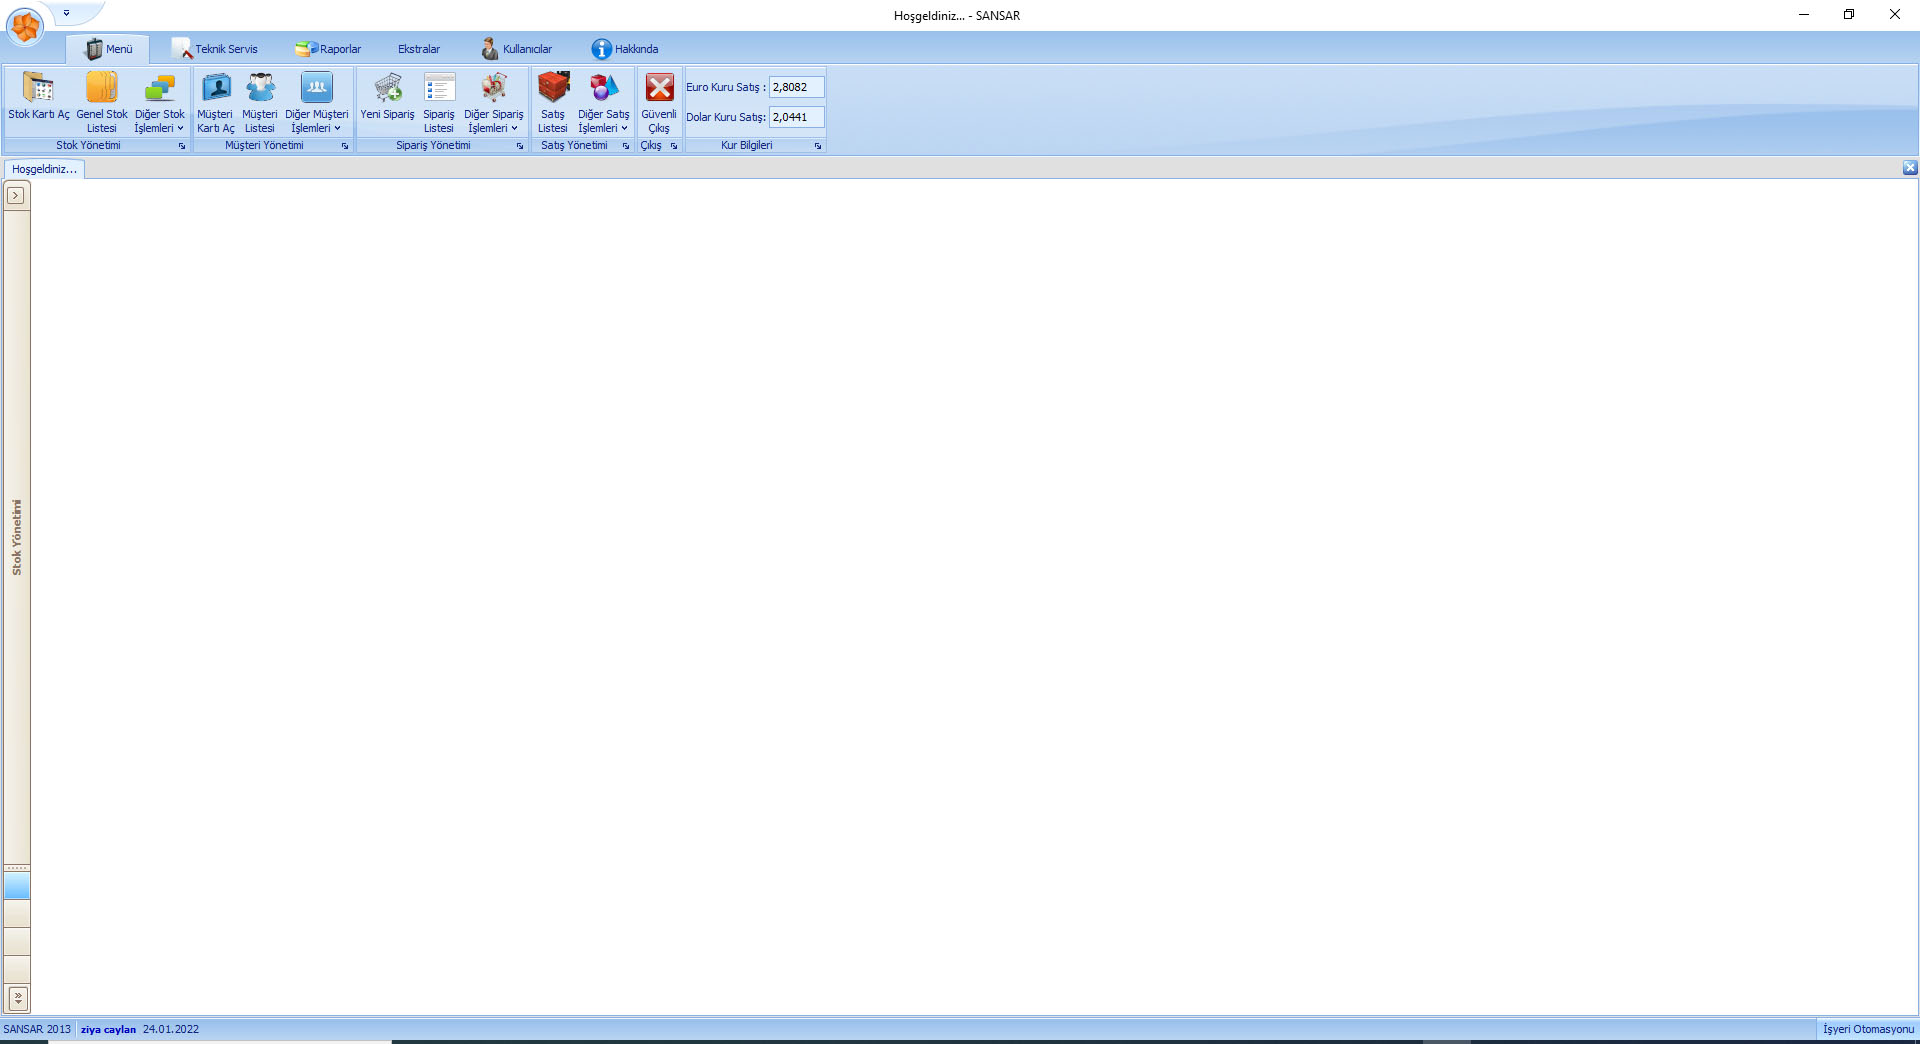 Hoşgeldiniz... - SANSAR
Menü Teknik Servis Raporlar Ekstralar Kullanıcılar Hakkında
Stok Kartı Aç
Genel Stok
Listesi
Diğer Stok
İşlemleri
Stok Yönetimi
Müşteri
Kartı Aç
Müşteri
Listesi
Diğer Müşteri
İşlemleri
Müşteri Yönetimi
Yeni Sipariş
Sipariş
Listesi
Diğer Sipariş
İşlemleri
Sipariş Yönetimi
Satış
Listesi
Diğer Satış
İşlemleri
Satış Yönetimi
Güvenli
Çıkış
Çıkış
Euro Kuru Satış : 2,8082
Dolar Kuru Satış: 2,0441
Kur Bilgileri
Hoşgeldiniz...
Stok Yönetimi
SANSAR 2013 ziya caylan 24.01.2022 İşyeri Otomasyonu